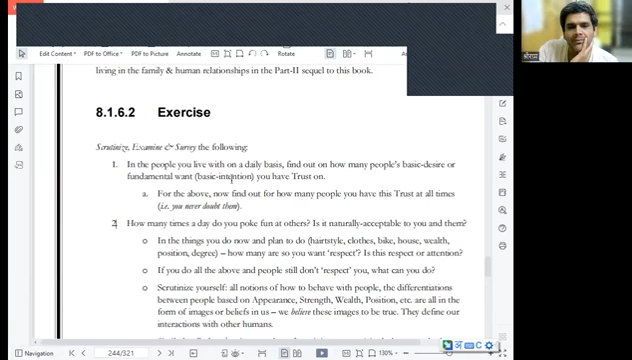 Edit Content PDF to Office PDF to Picture Annotate Rotate
living in the family & human relationships in the Part-II sequel to this book.
8.1.6.2 Exercise
Scrutinize, Examine & Survey the following:
1. In the people you live with on a daily basis, find out on how many people's basic-desire or
fundamental want (basic-intention) you have Trust on.
a. For the above, now find out for how many people you have this Trust at all times
(i.e. you never doubt them).
2. How many times a day do you poke fun at others? Is it naturally-acceptable to you and them?
o In the things you do now and plan to do (hairstyle, clothes, bike, house, wealth,
position, degree) – how many are so you want 'respect'? Is this respect or attention?
o If you do all the above and people still don't 'respect' you, what can you do?
o Scrutinize yourself: all notions of how to behave with people, the differentiations
between people based on Appearance, Strength, Wealth, Position, etc. are all in the
form of images or beliefs in us – we believe these images to be true. They define our
interactions with other humans.
Navigation 244/321 130%
श्रीराम